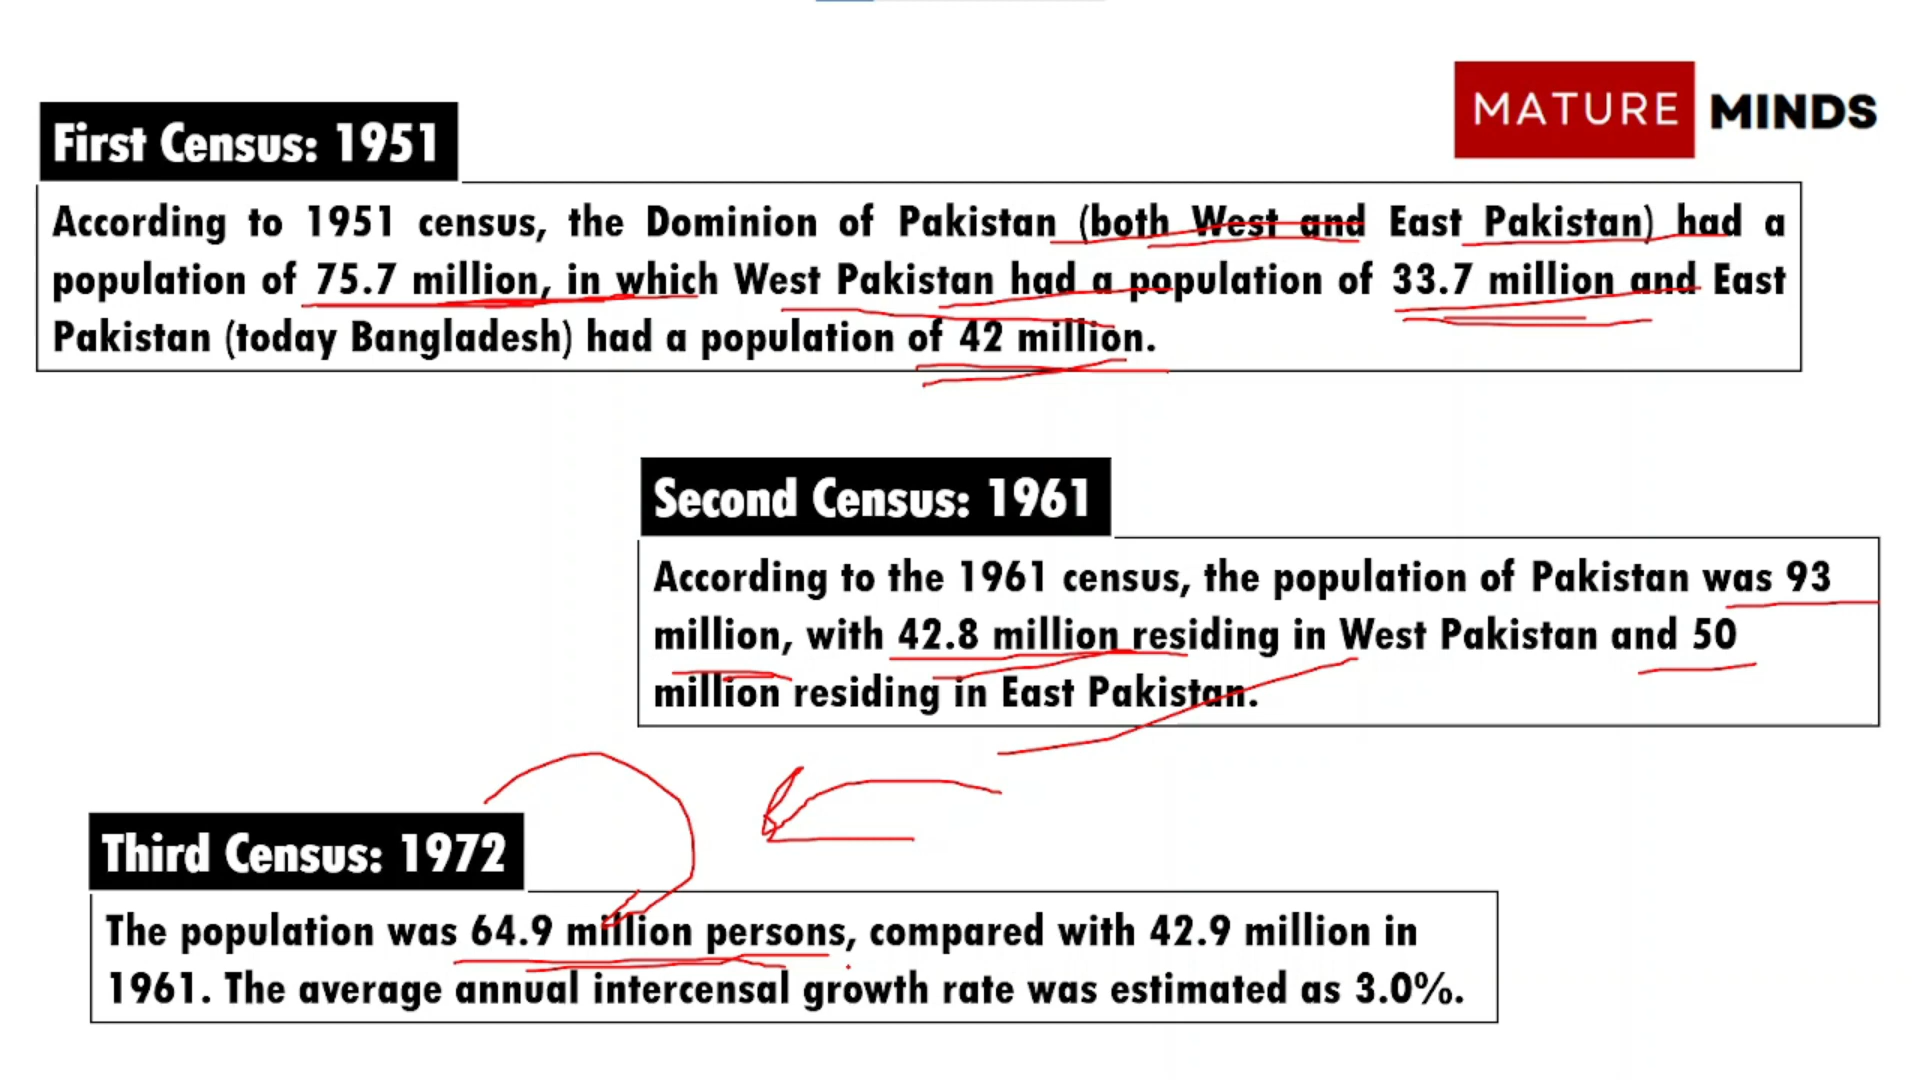 MATURE MINDS
First Census: 1951
According to 1951 census, the Dominion of Pakistan (both West and East Pakistan) had a
population of 75.7 million, in which West Pakistan had a population of 33.7 million and East
Pakistan (today Bangladesh) had a population of 42 million.
Second Census: 1961
According to the 1961 census, the population of Pakistan was 93
million, with 42.8 million residing in West Pakistan and 50
million residing in East Pakistan.
Third Census: 1972
The population was 64.9 million persons, compared with 42.9 million in
1961. The average annual intercensal growth rate was estimated as 3.0%.